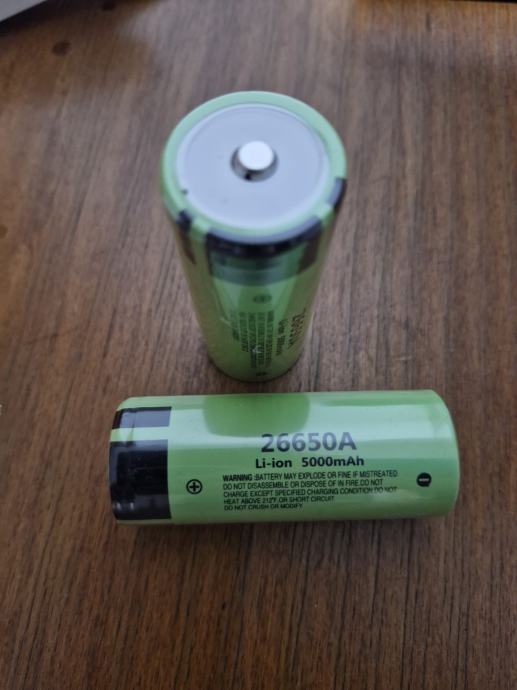 26650A
Li-ion 5000mAh
WARNING :BATTERY MAY EXPLODE OR FINE IF MISTREATED.
DO NOT DISASSEMBLE OR DISPOSE OF IN FIRE.DO NOT
CHARGE EXCEPT SPECIFIED CHARGING CONDITION DO NOT
HEAT ABOVE 212°F.OR SHORT CIRCUIT
DO NOT CRUSH OR MODIFY.